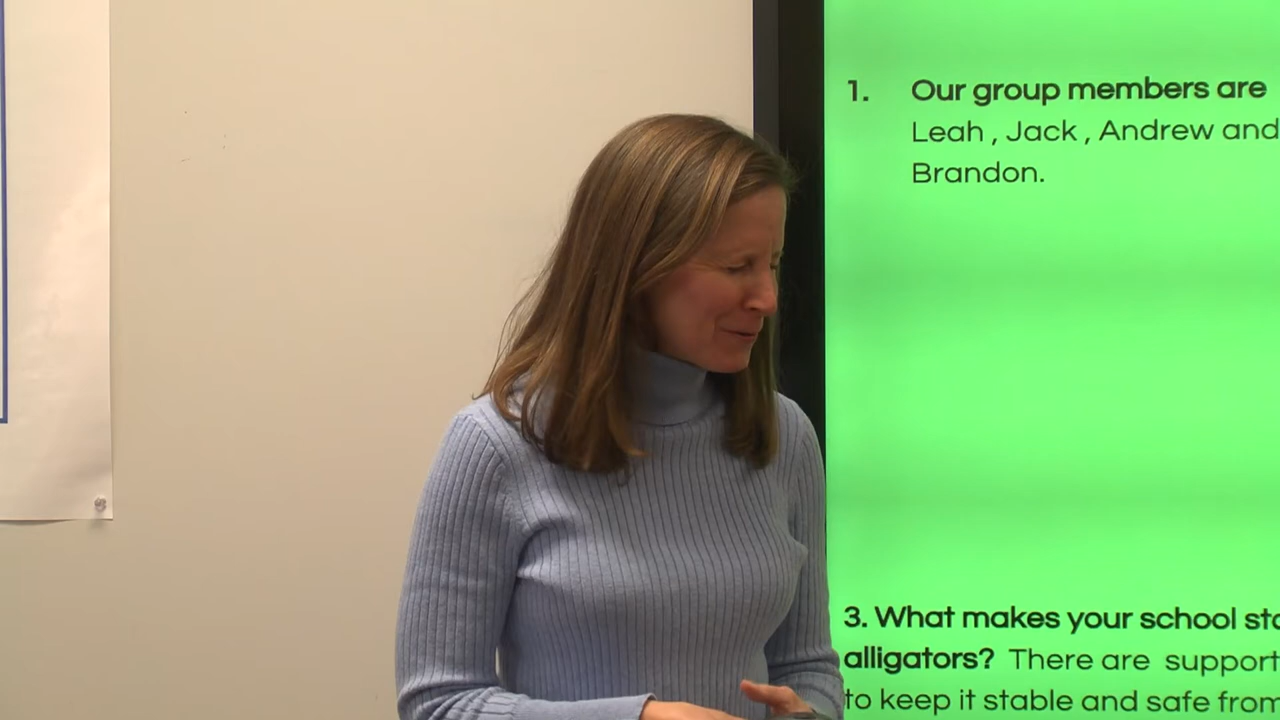 1. Our group members are
Leah , Jack , Andrew and
Brandon.
3. What makes your school
alligators? There are support
to keep it stable and safe from